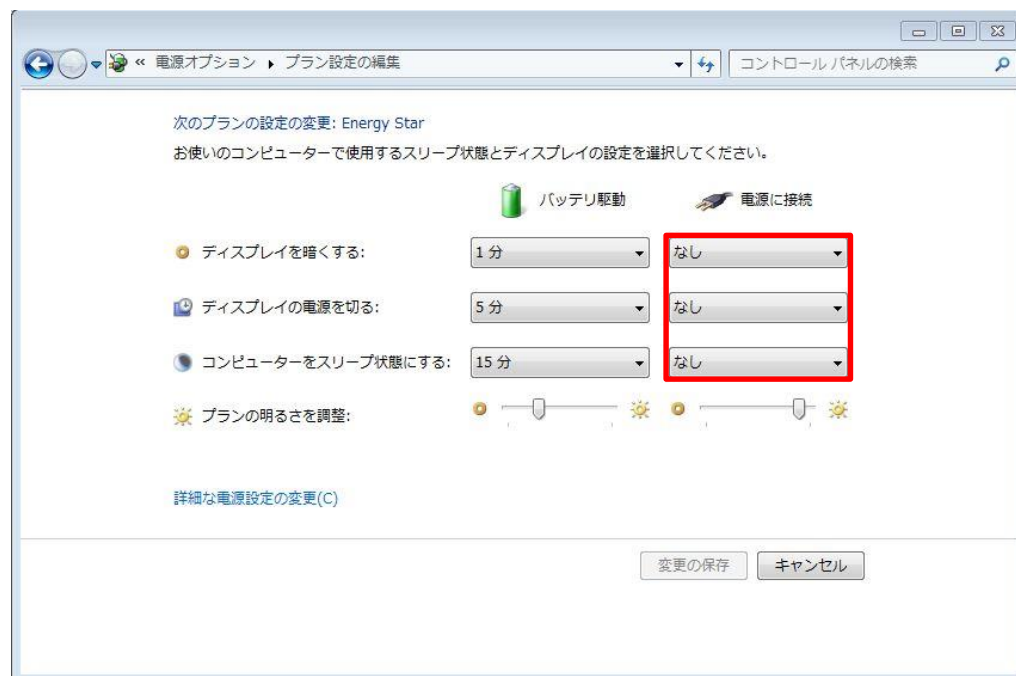 « 電源オプション ▸ プラン設定の編集
コントロール パネルの検索
次のプランの設定の変更: Energy Star
お使いのコンピューターで使用するスリープ状態とディスプレイの設定を選択してください。
バッテリ駆動 電源に接続
ディスプレイを暗くする: 1 分 なし
ディスプレイの電源を切る: 5 分 なし
コンピューターをスリープ状態にする: 15 分 なし
プランの明るさを調整:
詳細な電源設定の変更(C)
変更の保存 キャンセル